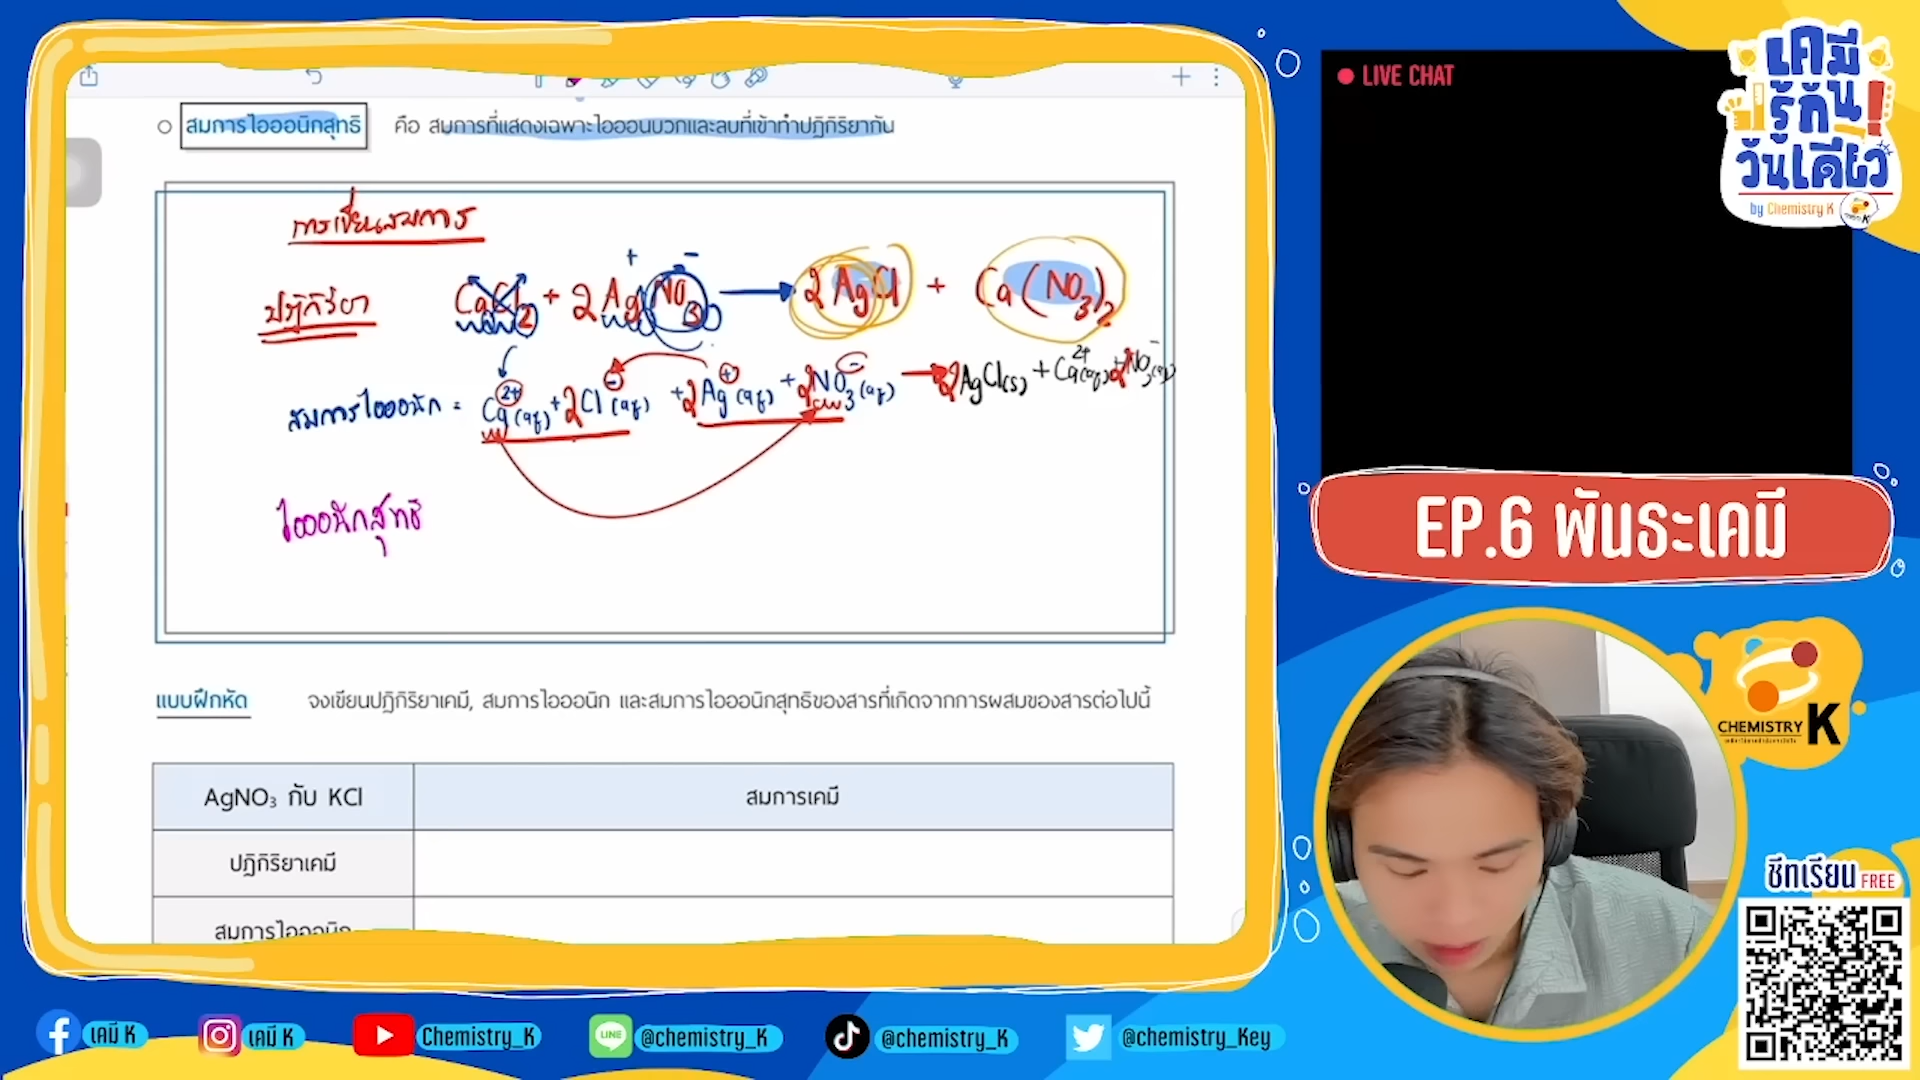 สมการไอออนิกสุทธิ คือ สมการที่แสดงเฉพาะไอออนบวกและลบที่เข้าทำปฏิกิริยากัน
การเขียนสมการ
+ -
ปฏิกิริยา CaCl2 + 2AgNO3 → 2AgCl + Ca(NO3)2
สมการไอออนิก = Ca2+(aq) + 2Cl-(aq) + 2Ag+(aq) + 2NO3-(aq) → 2AgCl(s) + Ca2+(aq) + 2NO3-(aq)
ไอออนิกสุทธิ
แบบฝึกหัด จงเขียนปฏิกิริยาเคมี, สมการไอออนิก และสมการไอออนิกสุทธิของสารที่เกิดจากการผสมของสารต่อไปนี้
AgNO₃ กับ KCl สมการเคมี
ปฏิกิริยาเคมี
สมการไอออนิก
LIVE CHAT
เคมี
รู้กัน
วันเดียว!
by Chemistry K
EP.6 พันธะเคมี
CHEMISTRY K
ชีทเรียน FREE
เคมี K เคมี K Chemistry_K @chemistry_K @chemistry_K @chemistry_Key
LINE